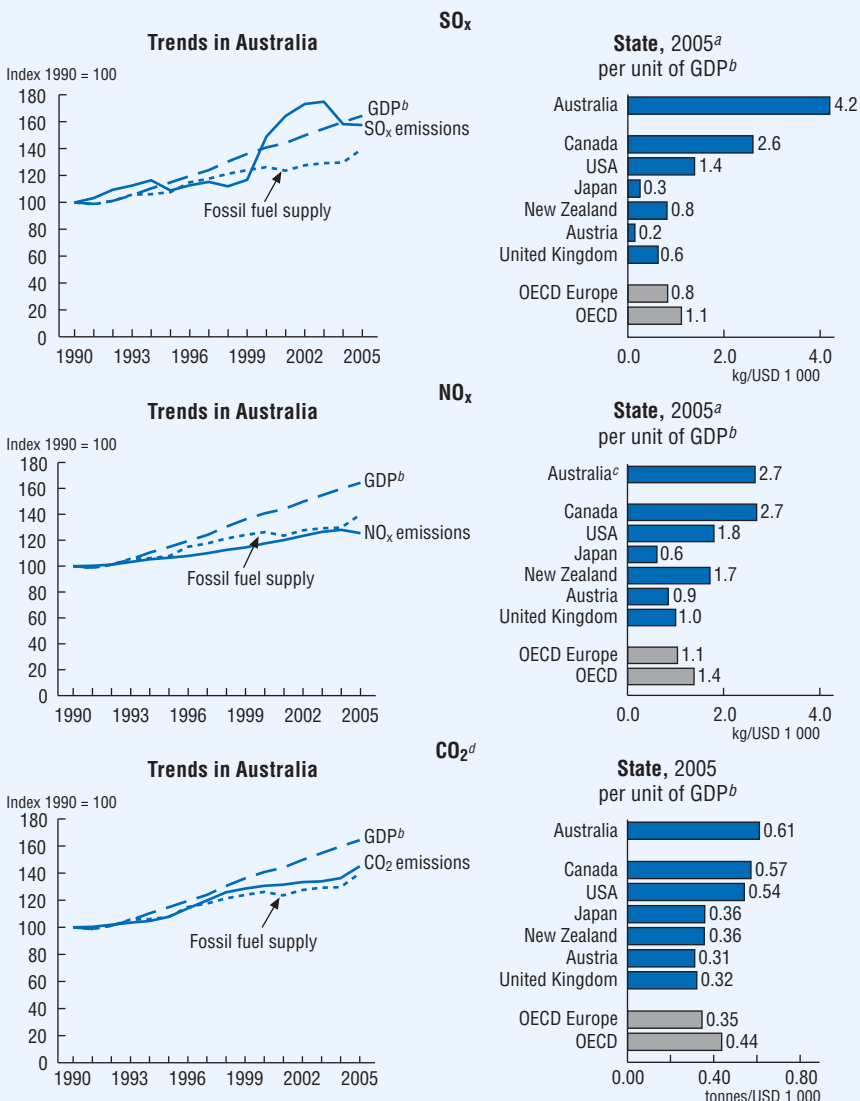 SOx
Trends in Australia
Index 1990 = 100
180
160
140
120
100
80
60
40
20
0
GDPb
SOx emissions
Fossil fuel supply
1990 1993 1996 1999 2002 2005
State, 2005a
per unit of GDPb
Australia 4.2
Canada 2.6
USA 1.4
Japan 0.3
New Zealand 0.8
Austria 0.2
United Kingdom 0.6
OECD Europe 0.8
OECD 1.1
0.0 2.0 4.0
kg/USD 1 000
NOx
Trends in Australia
Index 1990 = 100
180
160
140
120
100
80
60
40
20
0
GDPb
NOx emissions
Fossil fuel supply
1990 1993 1996 1999 2002 2005
State, 2005a
per unit of GDPb
Australiac 2.7
Canada 2.7
USA 1.8
Japan 0.6
New Zealand 1.7
Austria 0.9
United Kingdom 1.0
OECD Europe 1.1
OECD 1.4
0.0 2.0 4.0
kg/USD 1 000
CO2d
Trends in Australia
Index 1990 = 100
180
160
140
120
100
80
60
40
20
0
GDPb
CO2 emissions
Fossil fuel supply
1990 1993 1996 1999 2002 2005
State, 2005
per unit of GDPb
Australia 0.61
Canada 0.57
USA 0.54
Japan 0.36
New Zealand 0.36
Austria 0.31
United Kingdom 0.32
OECD Europe 0.35
OECD 0.44
0.00 0.40 0.80
tonnes/USD 1 000